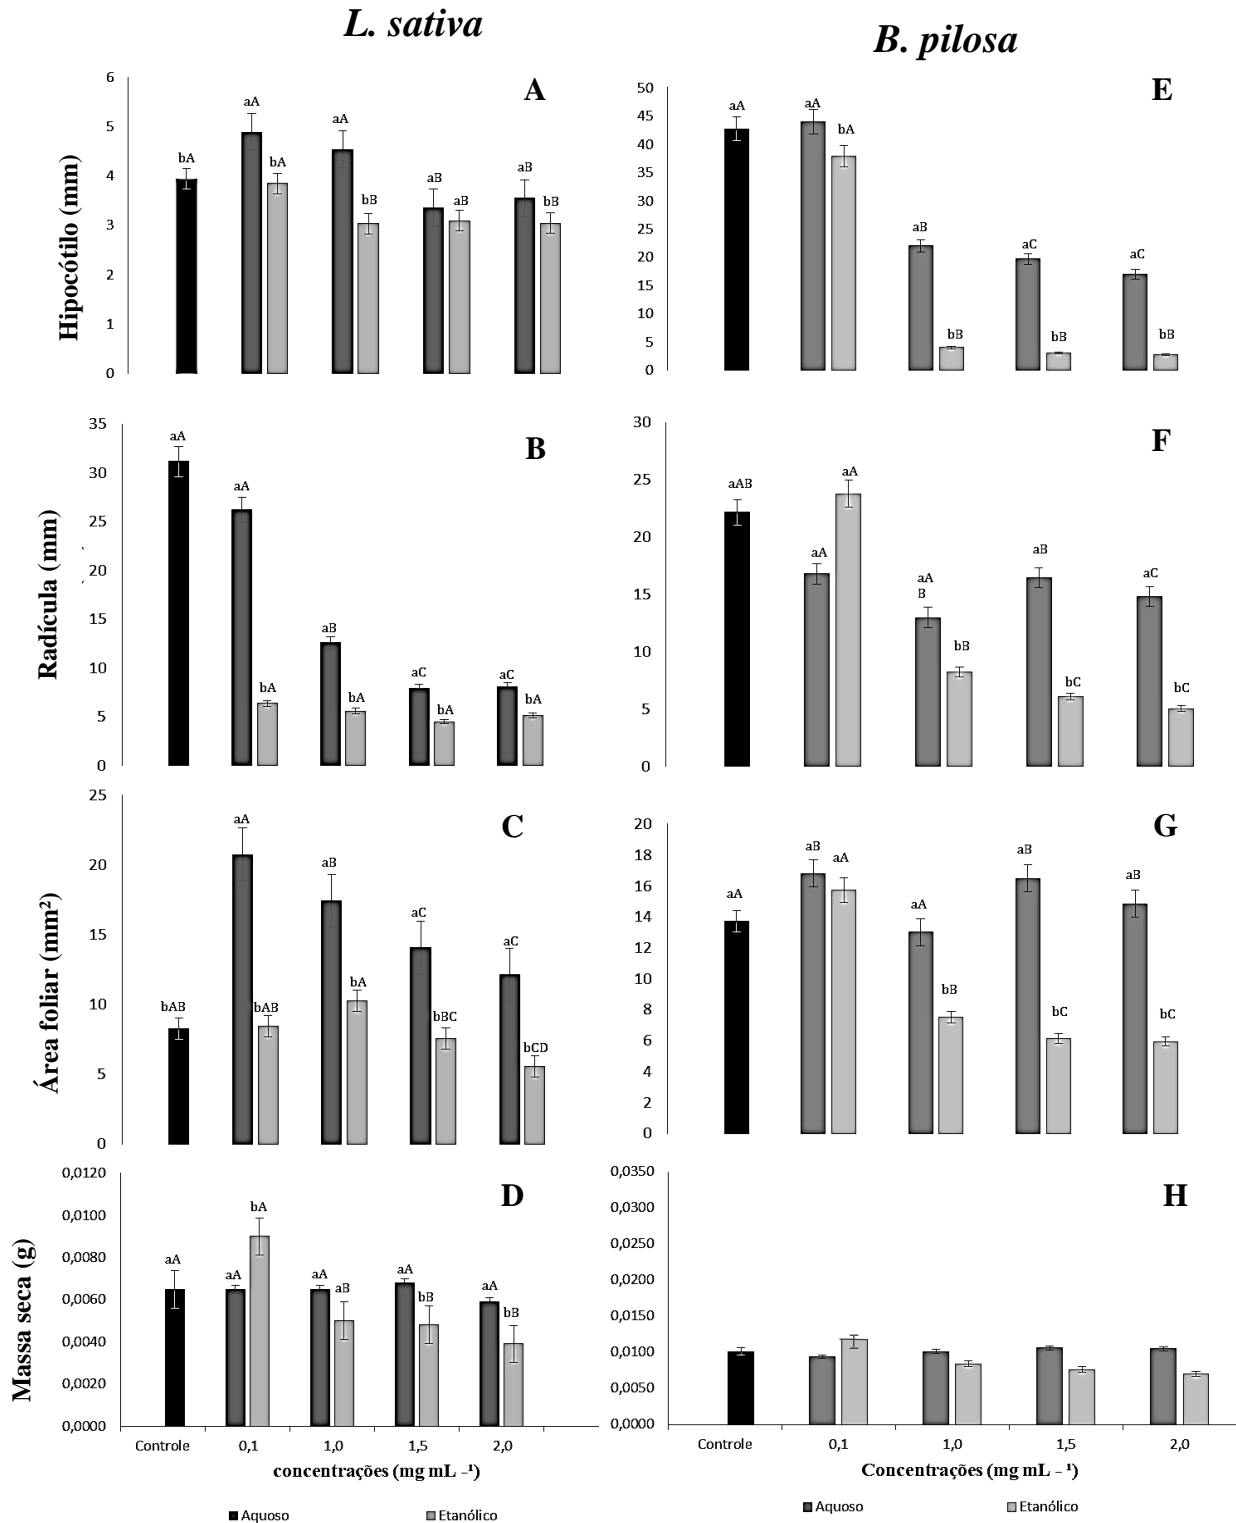 L. sativa
B. pilosa
A
Hipocótilo (mm)
6
5
4
3
2
1
0
bA
aA
bA
aA
bB
aB
aB
aB
bB
E
50
45
40
35
30
25
20
15
10
5
0
aA
aA
bA
aB
bB
aC
bB
aC
bB
B
Radícula (mm)
35
30
25
20
15
10
5
0
aA
aA
bA
aB
bA
aC
bA
aC
bA
F
30
25
20
15
10
5
0
aAB
aA
aA
aA
B
bB
aB
bC
aC
bC
C
Área foliar (mm²)
25
20
15
10
5
0
bAB
aA
bAB
aB
bA
aC
bBC
aC
bCD
G
20
18
16
14
12
10
8
6
4
2
0
aA
aB
aA
aA
bB
aB
bC
aB
bC
D
Massa seca (g)
0,0120
0,0100
0,0080
0,0060
0,0040
0,0020
0,0000
aA
aA
bA
aA
aB
aA
bB
aA
bB
Controle 0,1 1,0 1,5 2,0
concentrações (mg mL –¹)
Aquoso Etanólico
H
0,0350
0,0300
0,0250
0,0200
0,0150
0,0100
0,0050
0,0000
Controle 0,1 1,0 1,5 2,0
Concentrações (mg mL –¹)
Aquoso Etanólico